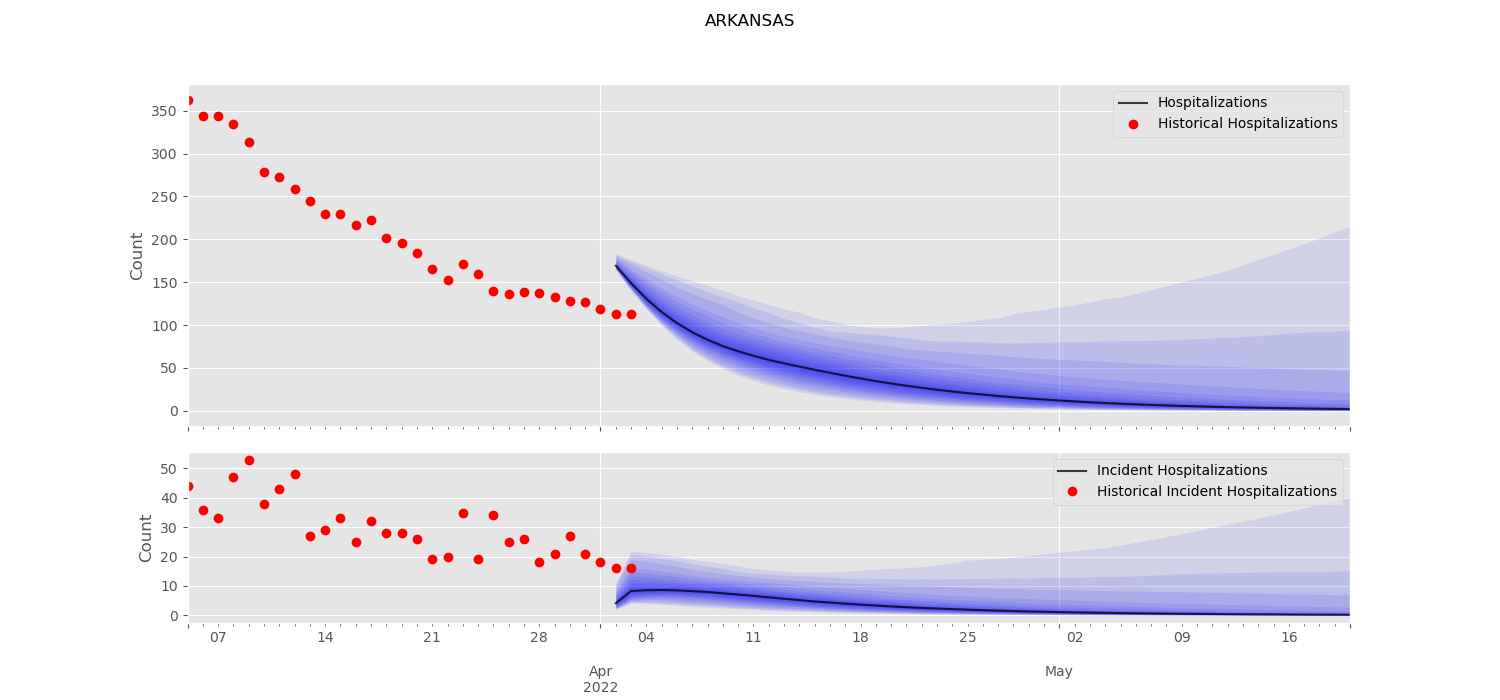 ARKANSAS
Hospitalizations
Historical Hospitalizations
350
300
250
200
150
100
50
0
Count
Incident Hospitalizations
Historical Incident Hospitalizations
50
40
30
20
10
0
Count
07 14 21 28 04 11 18 25 02 09 16
Apr May
2022